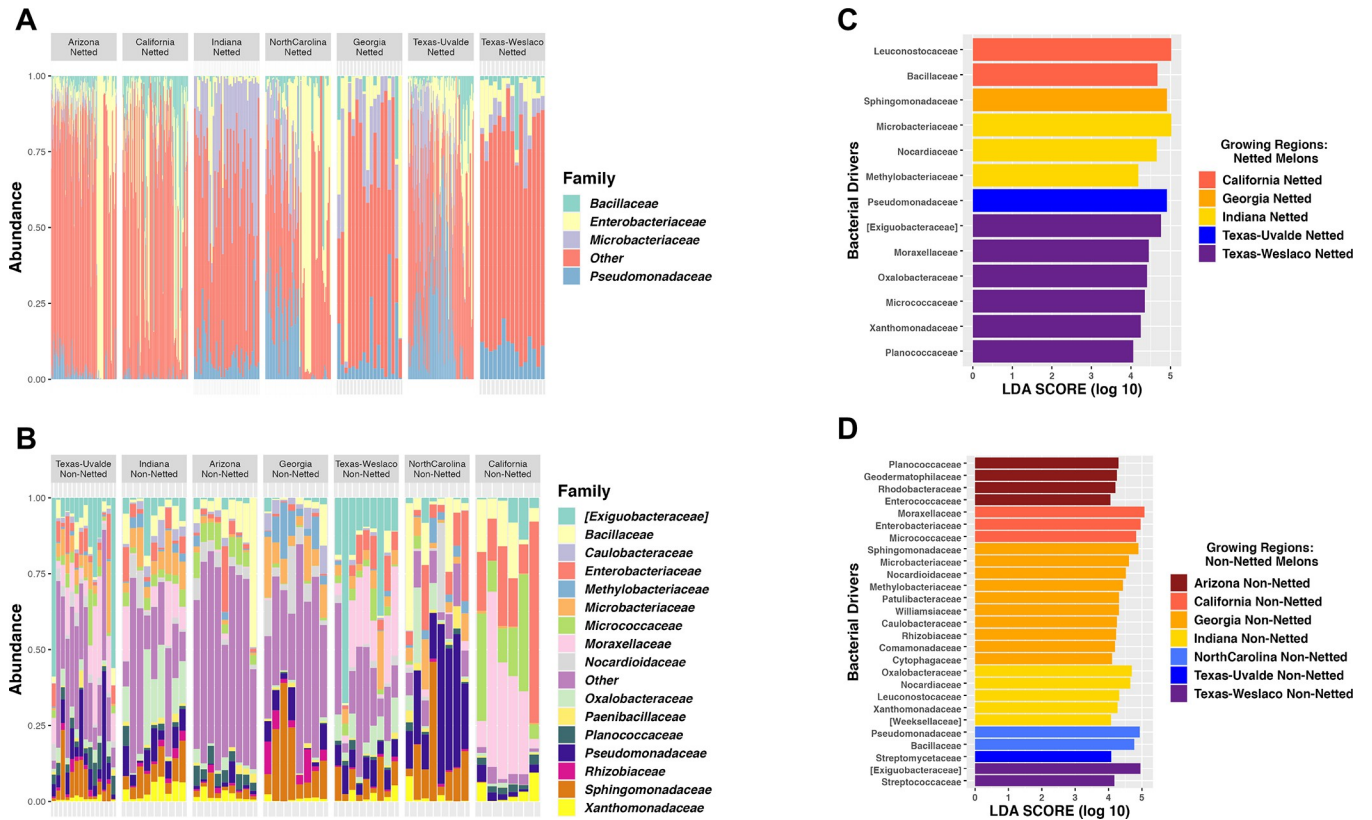 A
Arizona
Netted
California
Netted
Indiana
Netted
NorthCarolina
Netted
Georgia
Netted
Texas-Uvalde
Netted
Texas-Weslaco
Netted
Abundance
1.00
0.75
0.50
0.25
0.00
Family
Bacillaceae
Enterobacteriaceae
Microbacteriaceae
Other
Pseudomonadaceae
B
Texas-Uvalde
Non-Netted
Indiana
Non-Netted
Arizona
Non-Netted
Georgia
Non-Netted
Texas-Weslaco
Non-Netted
NorthCarolina
Non-Netted
California
Non-Netted
Abundance
1.00
0.75
0.50
0.25
0.00
Family
[Exiguobacteraceae]
Bacillaceae
Caulobacteraceae
Enterobacteriaceae
Methylobacteriaceae
Microbacteriaceae
Micrococcaceae
Moraxellaceae
Nocardioidaceae
Other
Oxalobacteraceae
Paenibacillaceae
Planococcaceae
Pseudomonadaceae
Rhizobiaceae
Sphingomonadaceae
Xanthomonadaceae
C
Bacterial Drivers
Leuconostocaceae
Bacillaceae
Sphingomonadaceae
Microbacteriaceae
Nocardiaceae
Methylobacteriaceae
Pseudomonadaceae
[Exiguobacteraceae]
Moraxellaceae
Oxalobacteraceae
Micrococcaceae
Xanthomonadaceae
Planococcaceae
0 1 2 3 4 5
LDA SCORE (log 10)
Growing Regions:
Netted Melons
California Netted
Georgia Netted
Indiana Netted
Texas-Uvalde Netted
Texas-Weslaco Netted
D
Bacterial Drivers
Planococcaceae
Geodermatophilaceae
Rhodobacteraceae
Enterococcaceae
Moraxellaceae
Enterobacteriaceae
Micrococcaceae
Sphingomonadaceae
Microbacteriaceae
Nocardioidaceae
Methylobacteriaceae
Patulibacteraceae
Williamsiaceae
Caulobacteraceae
Rhizobiaceae
Comamonadaceae
Cytophagaceae
Oxalobacteraceae
Nocardiaceae
Leuconostocaceae
Xanthomonadaceae
[Weeksellaceae]
Pseudomonadaceae
Bacillaceae
Streptomycetaceae
[Exiguobacteraceae]
Streptococcaceae
0 1 2 3 4 5
LDA SCORE (log 10)
Growing Regions:
Non-Netted Melons
Arizona Non-Netted
California Non-Netted
Georgia Non-Netted
Indiana Non-Netted
NorthCarolina Non-Netted
Texas-Uvalde Non-Netted
Texas-Weslaco Non-Netted